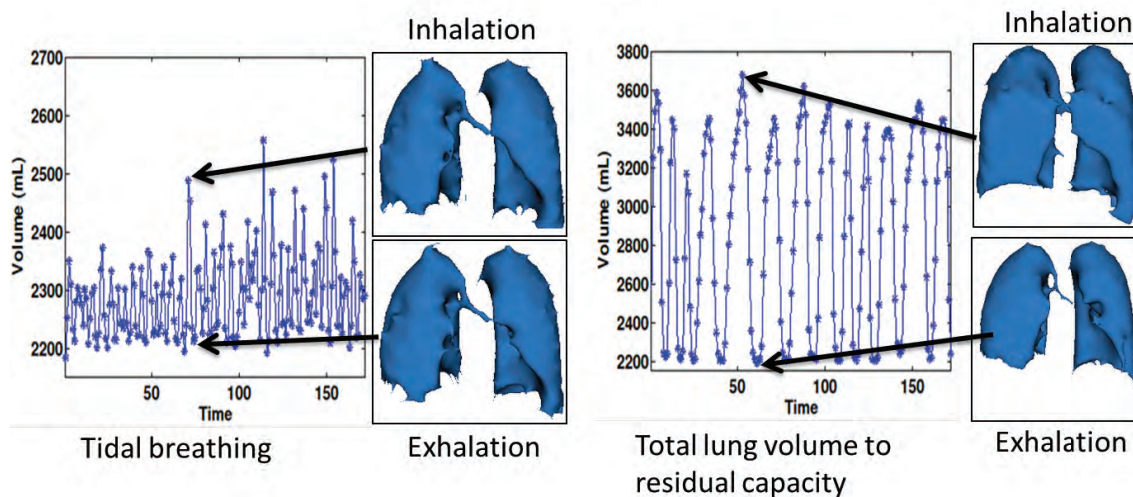 Inhalation
2700
2600
2500
2400
2300
2200
Volume (mL)
50
100
150
Time
Tidal breathing
Exhalation
Inhalation
3800
3600
3400
3200
3000
2800
2600
2400
2200
Volume (mL)
50
100
150
Time
Total lung volume to
residual capacity
Exhalation